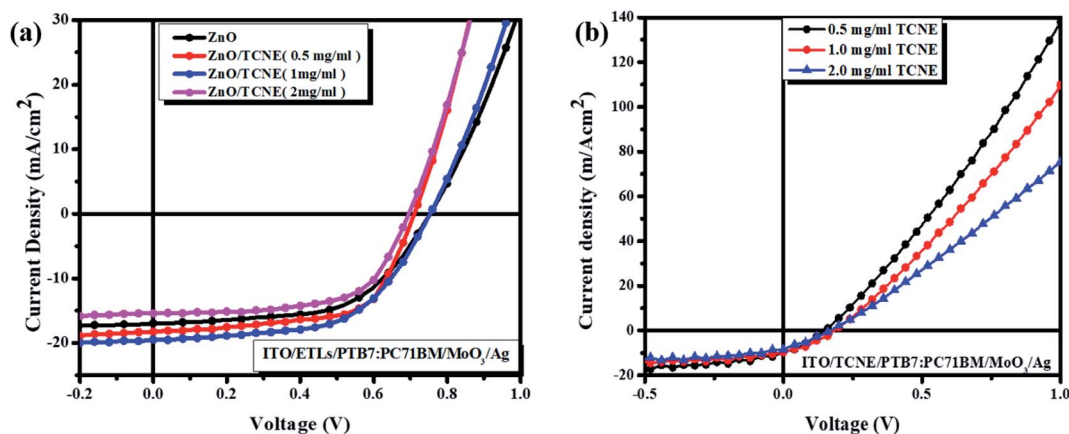 (a)
30
20
10
0
-10
-20
-0.2 0.0 0.2 0.4 0.6 0.8 1.0
Current Density (mA/cm2)
Voltage (V)
ZnO
ZnO/TCNE( 0.5 mg/ml )
ZnO/TCNE( 1mg/ml )
ZnO/TCNE( 2mg/ml )
ITO/ETLs/PTB7:PC71BM/MoO3/Ag
(b)
140
120
100
80
60
40
20
0
-20
-0.5 0.0 0.5 1.0
Current density (m/Acm2)
Voltage (V)
0.5 mg/ml TCNE
1.0 mg/ml TCNE
2.0 mg/ml TCNE
ITO/TCNE/PTB7:PC71BM/MoO3/Ag